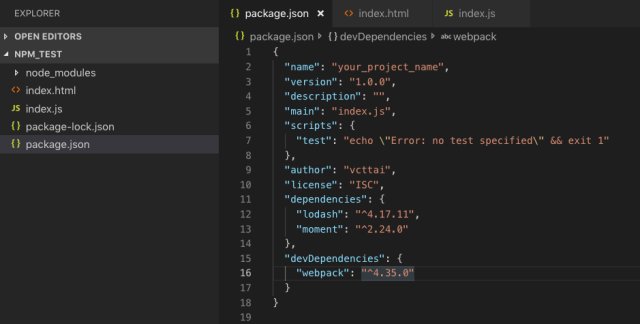 EXPLORER
OPEN EDITORS
NPM_TEST
node_modules
<> index.html
JS index.js
{} package-lock.json
{} package.json
{} package.json ×
<> index.html
JS index.js
{} package.json ▸ {} devDependencies ▸ abc webpack
1 {
2 "name": "your_project_name",
3 "version": "1.0.0",
4 "description": "",
5 "main": "index.js",
6 "scripts": {
7 "test": "echo \"Error: no test specified\" && exit 1"
8 },
9 "author": "vcttai",
10 "license": "ISC",
11 "dependencies": {
12 "lodash": "^4.17.11",
13 "moment": "^2.24.0"
14 },
15 "devDependencies": {
16 "webpack": "^4.35.0"
17 }
18 }
19